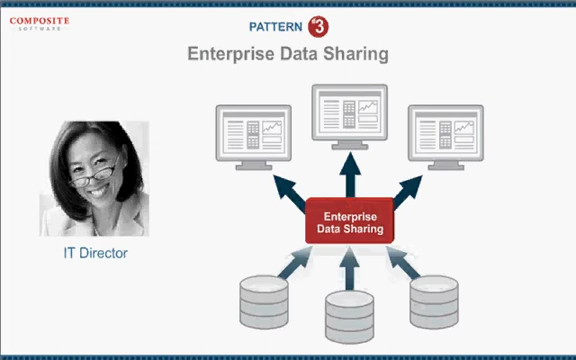 COMPOSITE
SOFTWARE
PATTERN #3
Enterprise Data Sharing
Enterprise
Data Sharing
IT Director